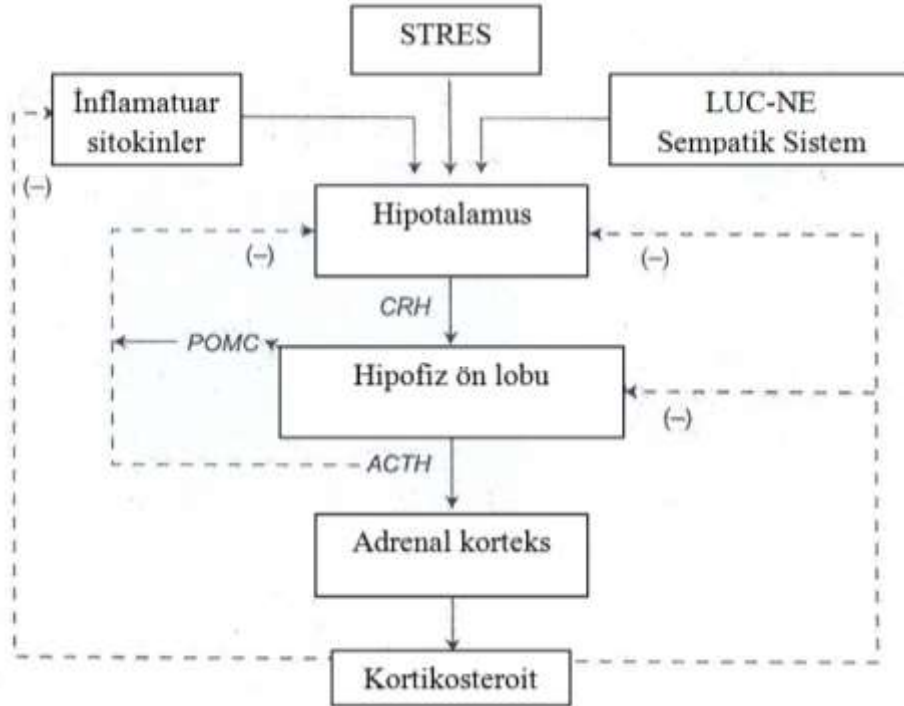 STRES
İnflamatuar
sitokinler
LUC-NE
Sempatik Sistem
(–)
Hipotalamus
(–)
(–)
CRH
POMC
Hipofiz ön lobu
(–)
ACTH
Adrenal korteks
Kortikosteroit